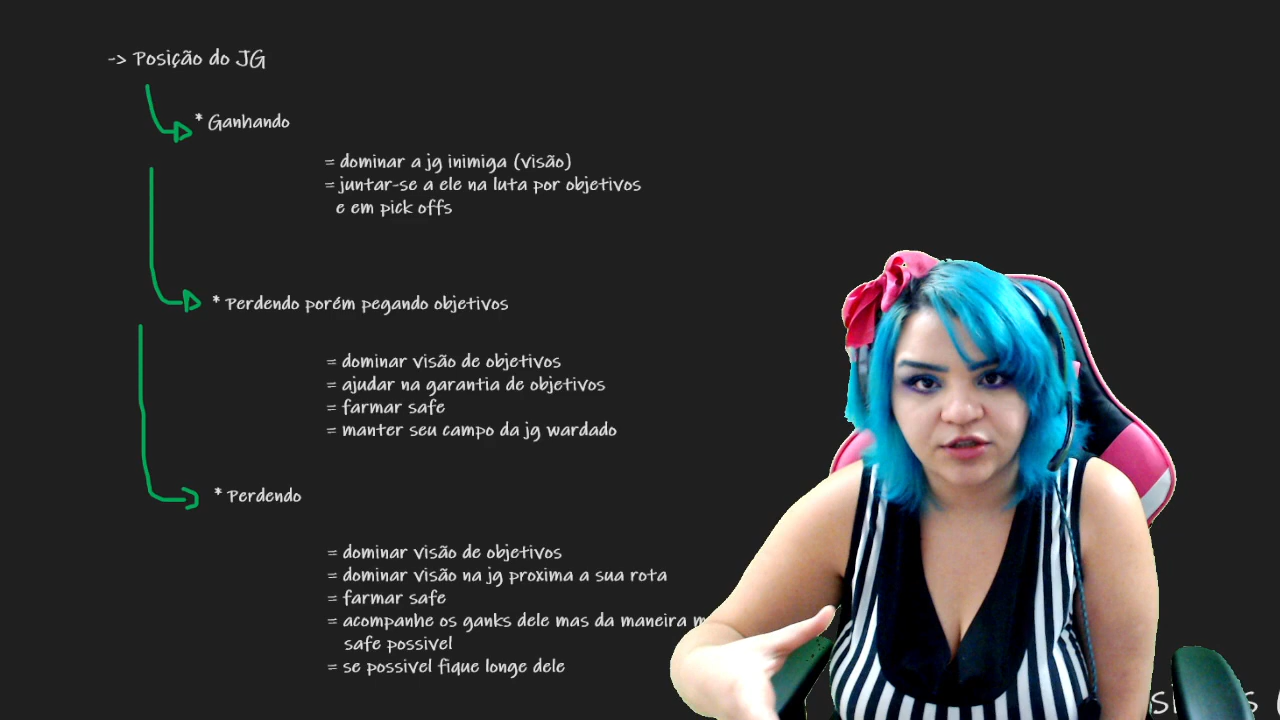 -> Posição do JG
* Ganhando
= dominar a jg inimiga (visão)
= juntar-se a ele na luta por objetivos
e em pick offs
* Perdendo porém pegando objetivos
= dominar visão de objetivos
= ajudar na garantia de objetivos
= farmar safe
= manter seu campo da jg wardado
* Perdendo
= dominar visão de objetivos
= dominar visão na jg proxima a sua rota
= farmar safe
= acompanhe os ganks dele mas da maneira
safe possivel
= se possivel fique longe dele